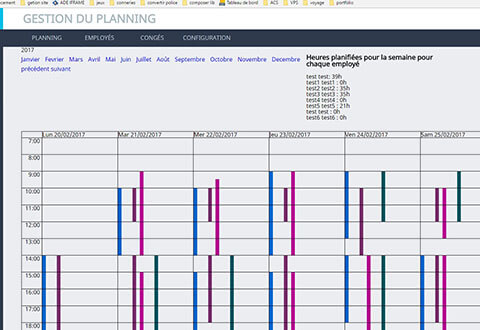 cement getion site ADE IFRAME jeux conneries convertir police composer lib Tableau de bord ACS VPS voyage portfolio
GESTION DU PLANNING
PLANNING EMPLOYÉS CONGÉS CONFIGURATION
2017
Janvier Fevrier Mars Avril Mai Juin Juillet Août Septembre Octobre Novembre Decembre
précédent suivant
Heures planifiées pour la semaine pour
chaque employé
test test: 39h
test1 test1 : 0h
test2 test2 : 35h
test3 test3 : 35h
test4 test4 : 0h
test5 test5 : 21h
test 0h
test6 test6 : 0h
Lun 20/02/2017 Mar 21/02/2017 Mer 22/02/2017 Jeu 23/02/2017 Ven 24/02/2017 Sam 25/02/2017
7:00
8:00
9:00
10:00
11:00
12:00
13:00
14:00
15:00
16:00
17:00
18:00